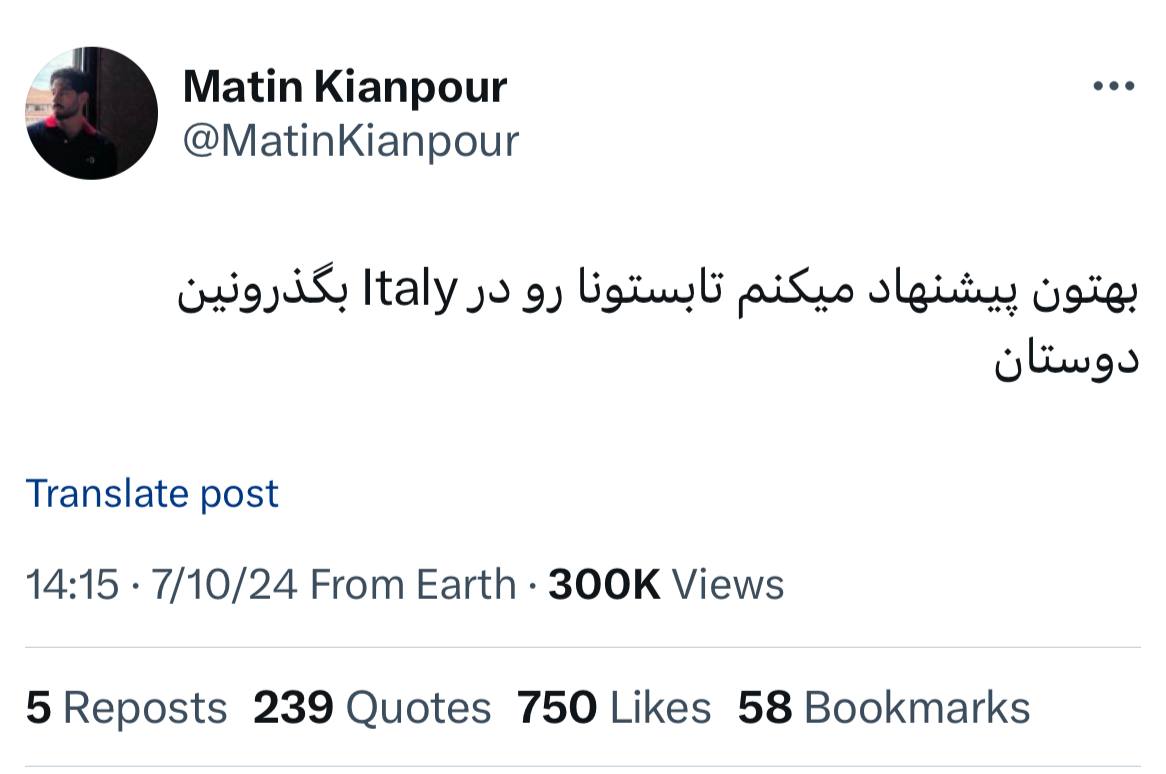 Matin Kianpour
@MatinKianpour
بهتون پیشنهاد میکنم تابستونا رو در Italy بگذرونین
دوستان
Translate post
14:15 · 7/10/24 From Earth · 300K Views
5 Reposts 239 Quotes 750 Likes 58 Bookmarks